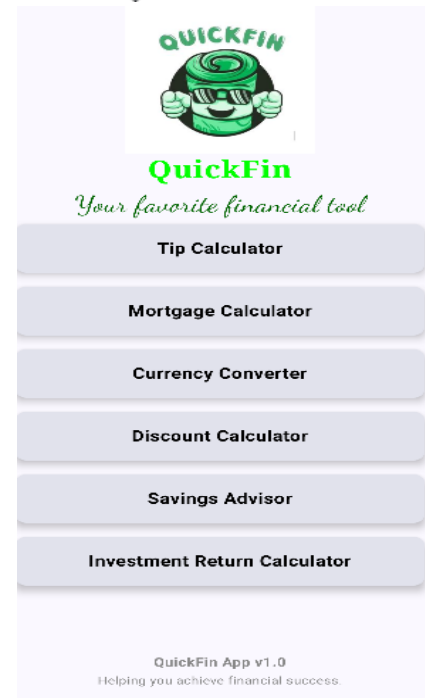 QUICKFIN
QuickFin
Your favorite financial tool
Tip Calculator
Mortgage Calculator
Currency Converter
Discount Calculator
Savings Advisor
Investment Return Calculator
QuickFin App v1.0
Helping you achieve financial success.